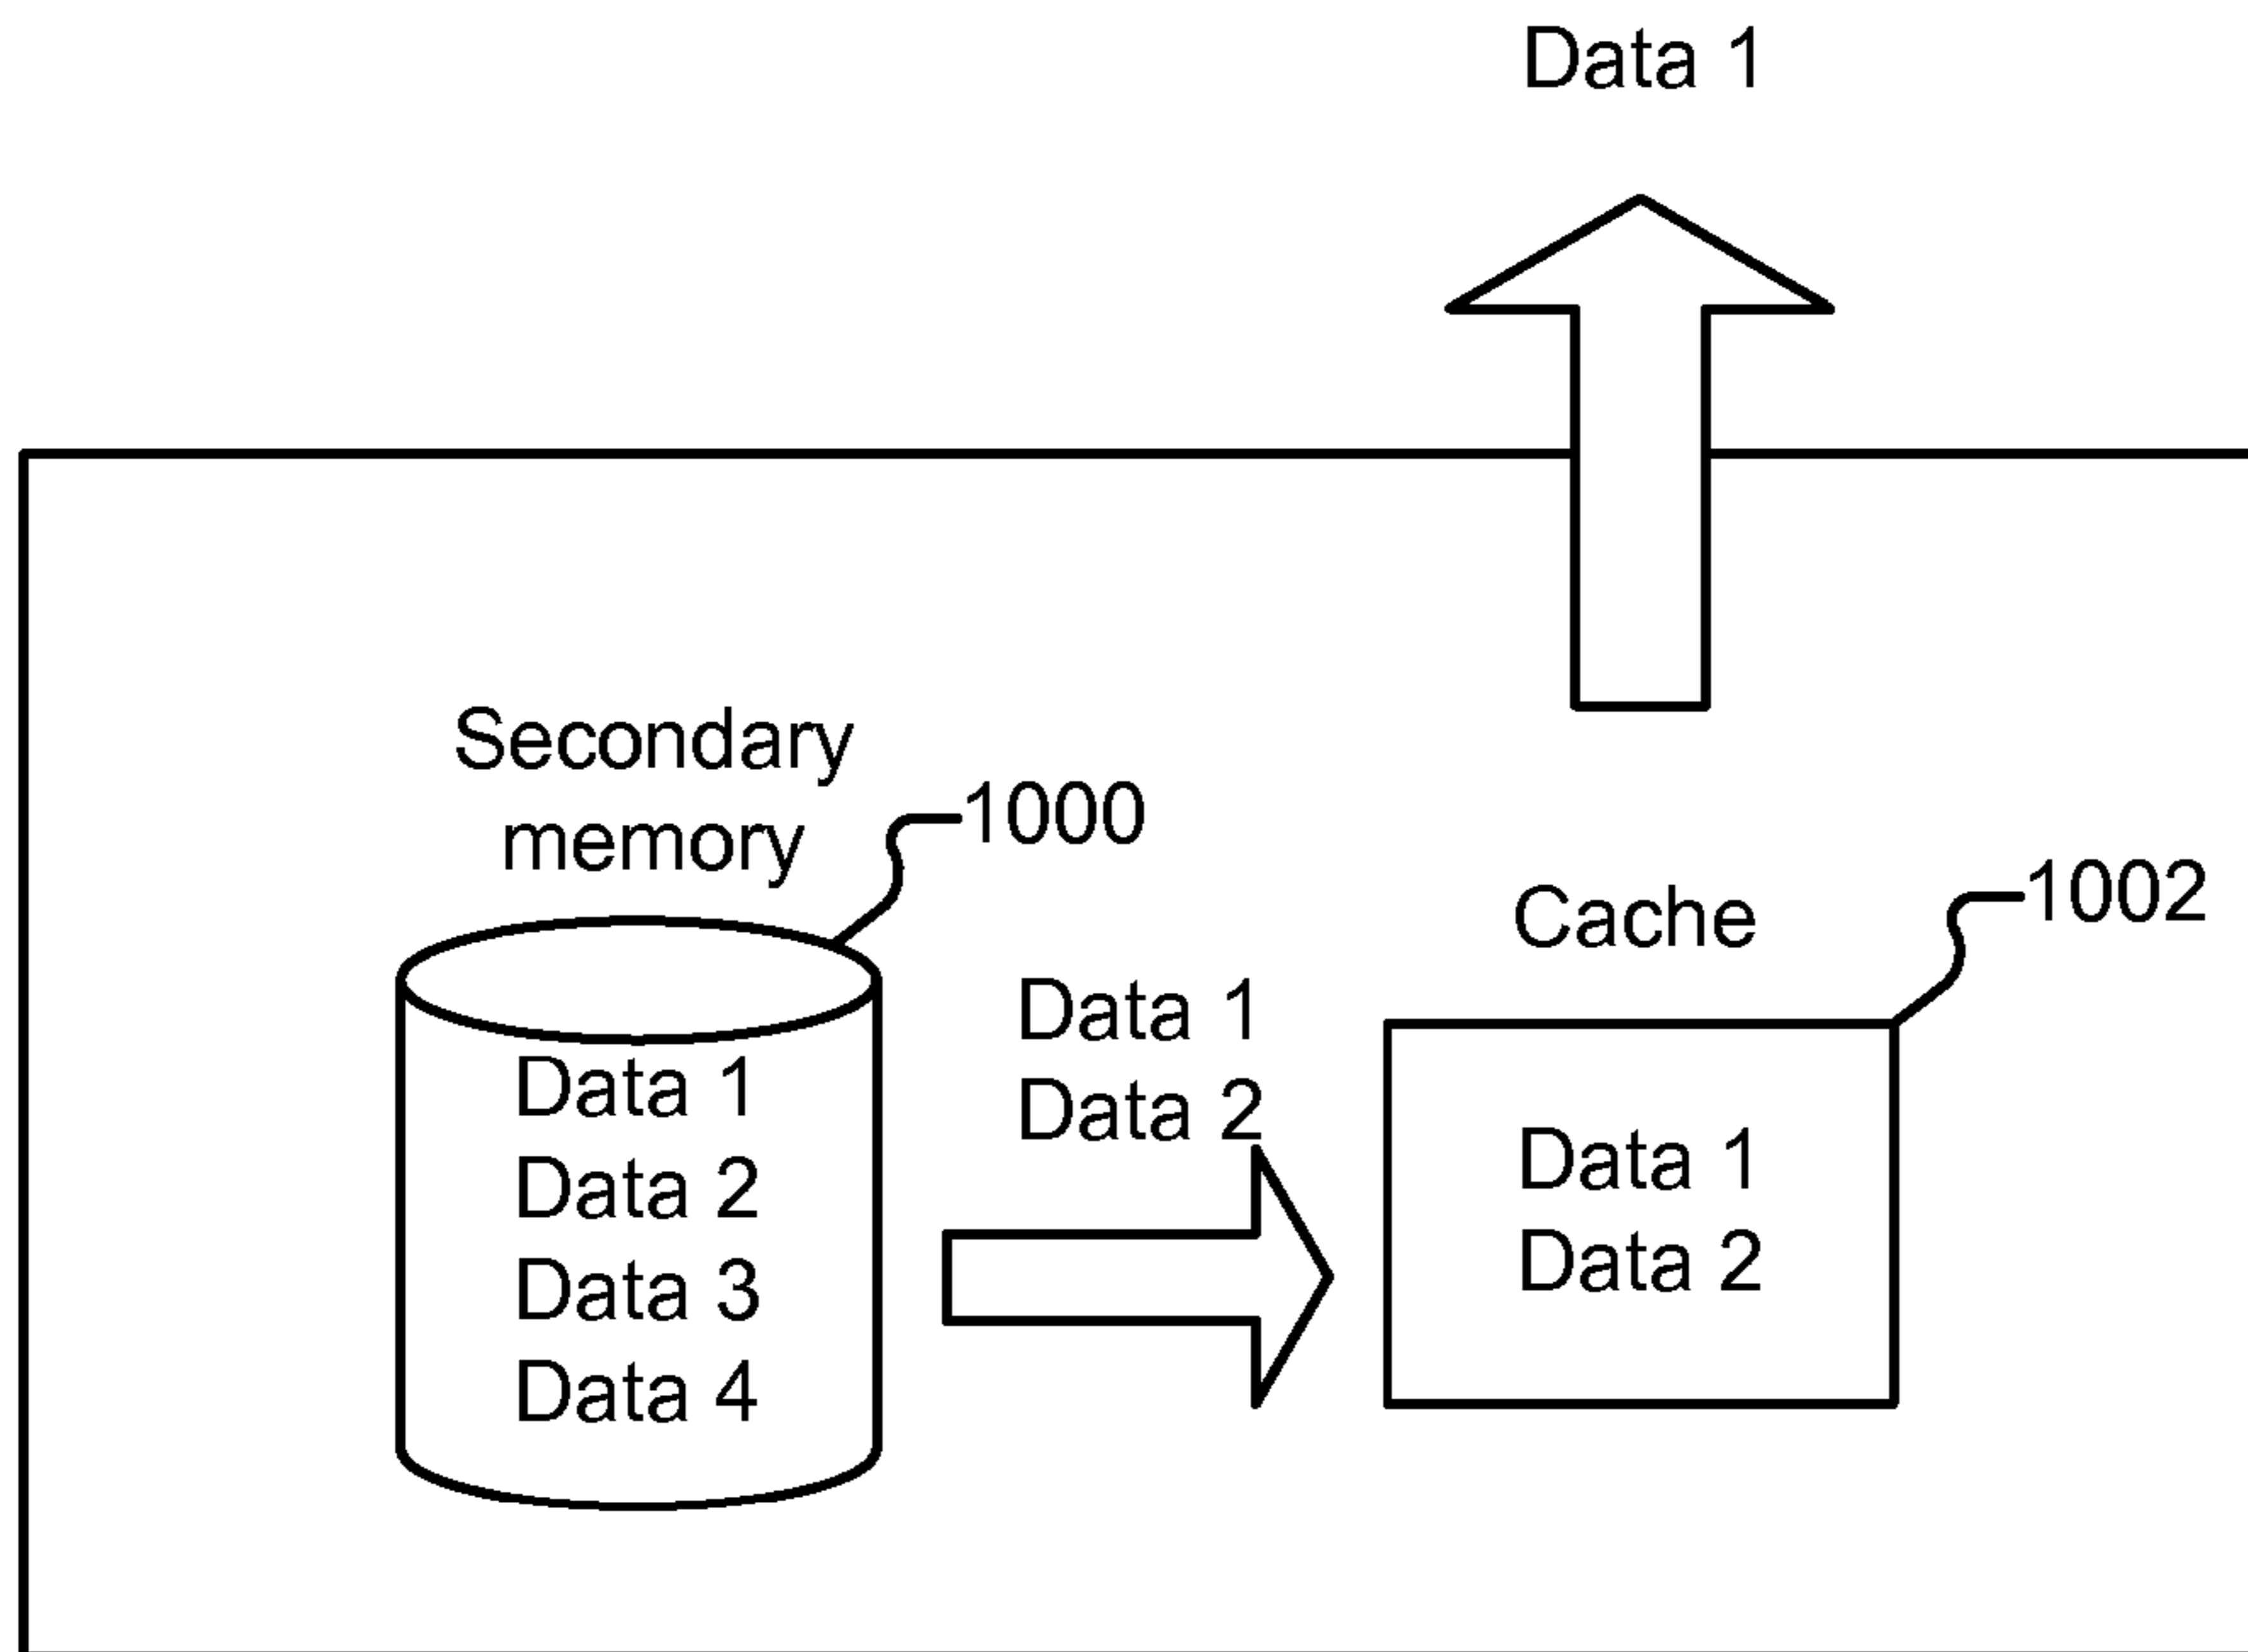 Data 1
Secondary
memory
1000
Cache
1002
Data 1
Data 2
Data 1
Data 2
Data 3
Data 4
Data 1
Data 2